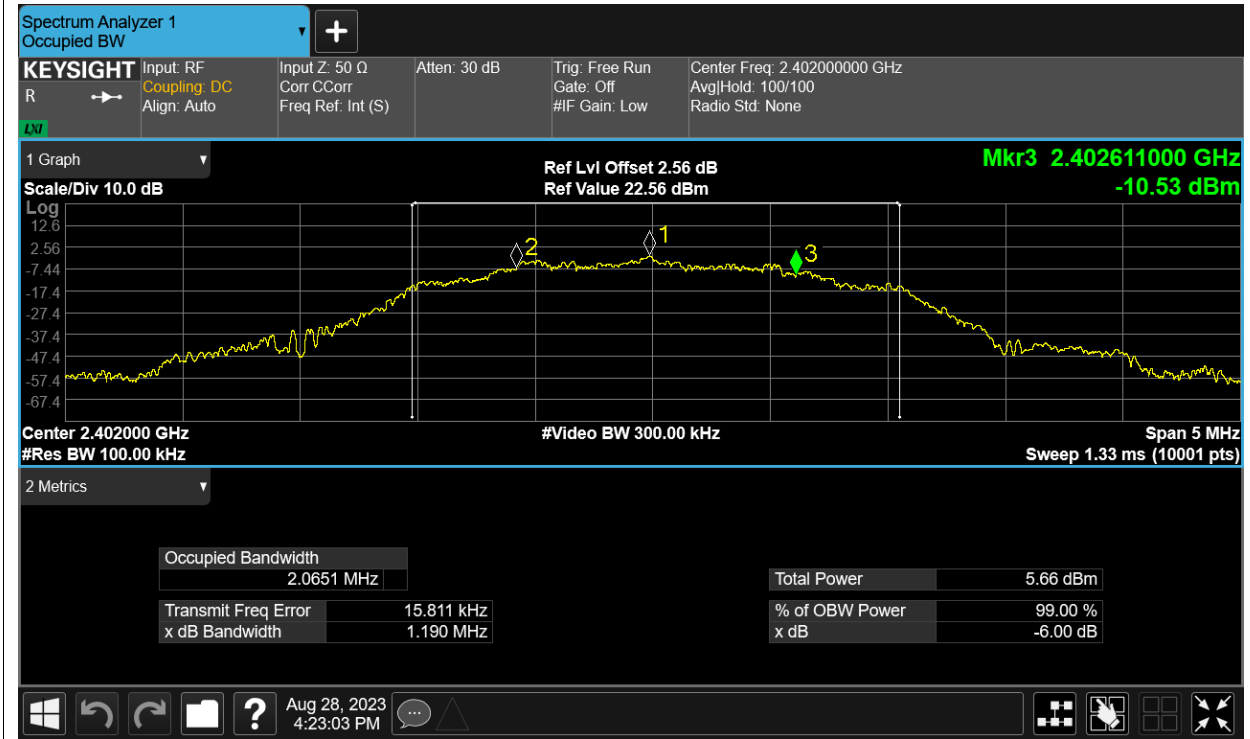 Spectrum Analyzer 1
Occupied BW
KEYSIGHT
R
LXI
Input: RF
Coupling: DC
Align: Auto
Input Z: 50 Ω
Corr CCorr
Freq Ref: Int (S)
Atten: 30 dB
Trig: Free Run
Gate: Off
#IF Gain: Low
Center Freq: 2.402000000 GHz
Avg|Hold: 100/100
Radio Std: None
1 Graph
Scale/Div 10.0 dB
Ref Lvl Offset 2.56 dB
Ref Value 22.56 dBm
Mkr3 2.402611000 GHz
-10.53 dBm
Log
12.6
2.56
-7.44
-17.4
-27.4
-37.4
-47.4
-57.4
-67.4
2
1
3
Center 2.402000 GHz
#Res BW 100.00 kHz
#Video BW 300.00 kHz
Span 5 MHz
Sweep 1.33 ms (10001 pts)
2 Metrics
Occupied Bandwidth
2.0651 MHz
Transmit Freq Error 15.811 kHz
x dB Bandwidth 1.190 MHz
Total Power 5.66 dBm
% of OBW Power 99.00 %
x dB -6.00 dB
?
Aug 28, 2023
4:23:03 PM